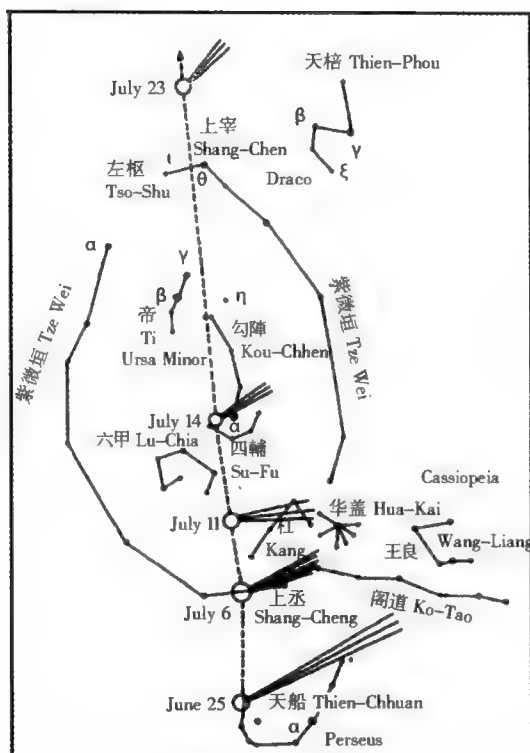 天棓 Thien-Phou
July 23
β
上宰
Shang-Chen
γ
ι
左枢
θ
ξ
Tso-Shu
Draco
α
γ
β
η
紫微垣 Tze Wei
紫微垣 Tze Wei
帝
勾陣
Ti
Kou-Chhen
Ursa Minor
July 14
α
六甲 Lu-Chia
四輔
Su-Fu
Cassiopeia
July 11
华盖 Hua-Kai
杠
王良
Kang
Wang-Liang
上丞
July 6
Shang-Cheng
阁道 Ko-Tao
June 25
天船 Thien-Chhuan
α
Perseus